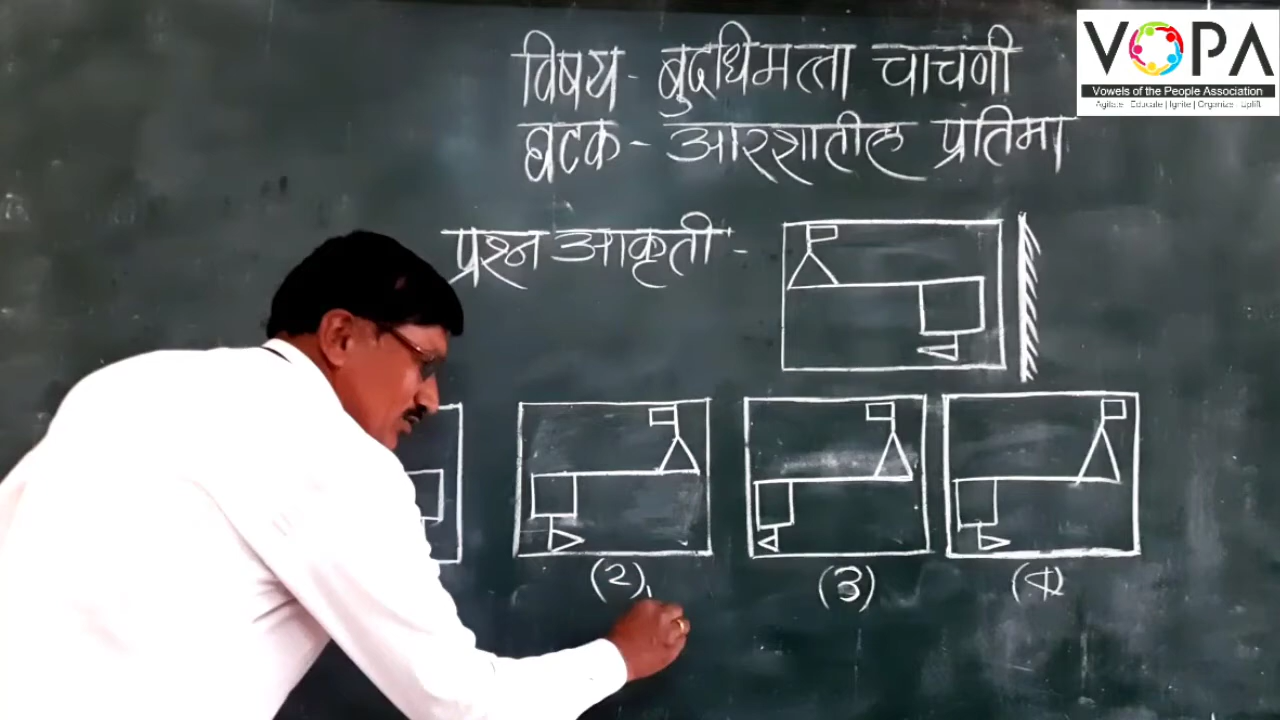 विषय - बुद्धिमत्ता चाचणी
घटक - आरशातील प्रतिमा
प्रश्न आकृती -
(2)
(3)
(4)
VOPA
Vowels of the People Association
Agitate | Educate | Ignite | Organize | Uplift